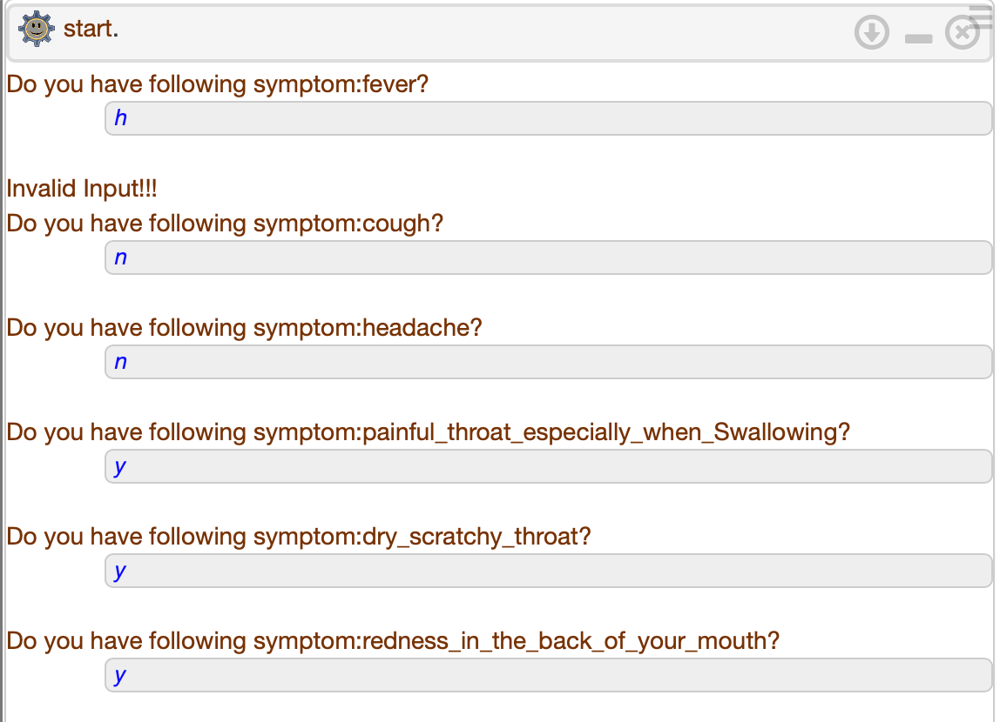 start.
Do you have following symptom:fever?
h
Invalid Input!!!
Do you have following symptom:cough?
n
Do you have following symptom:headache?
n
Do you have following symptom:painful_throat_especially_when_Swallowing?
y
Do you have following symptom:dry_scratchy_throat?
y
Do you have following symptom:redness_in_the_back_of_your_mouth?
y